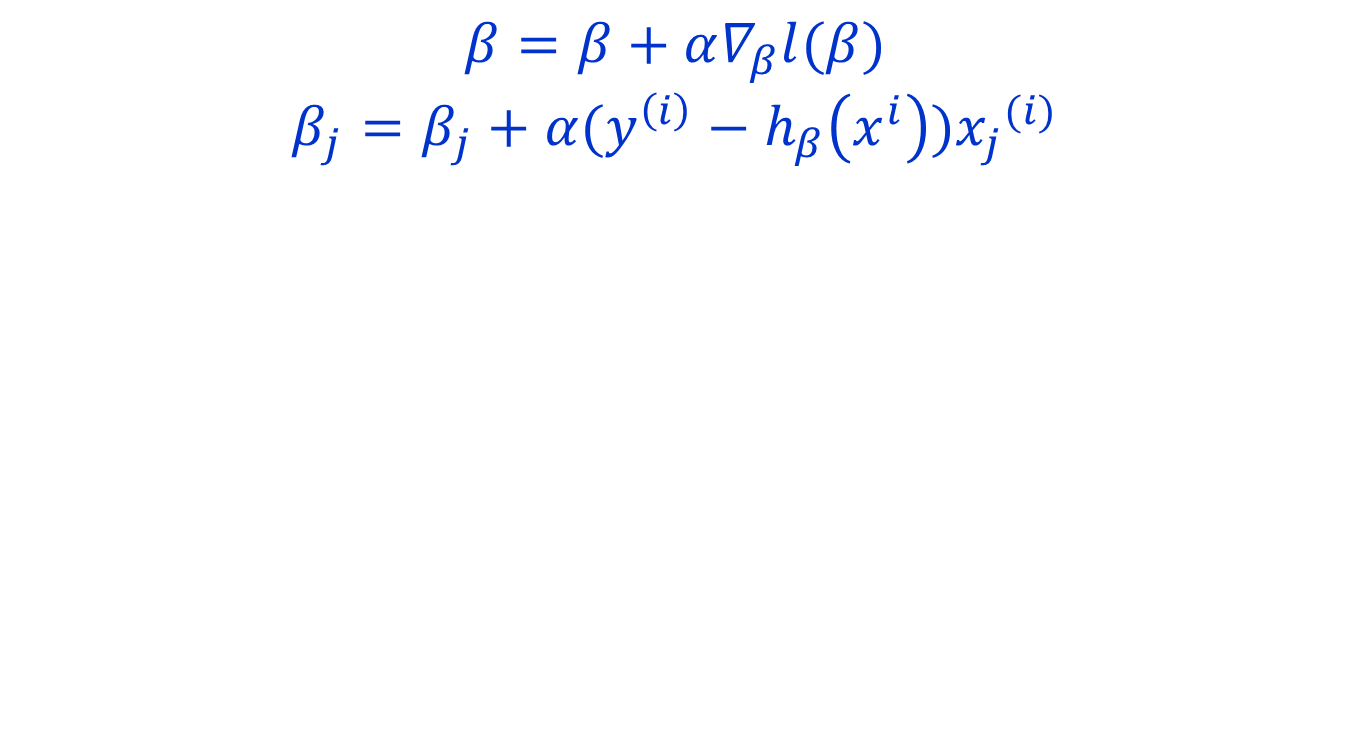 β = β + α∇_β l(β)
β_j = β_j + α(y^(i) − h_β(x^i))x_j^(i)